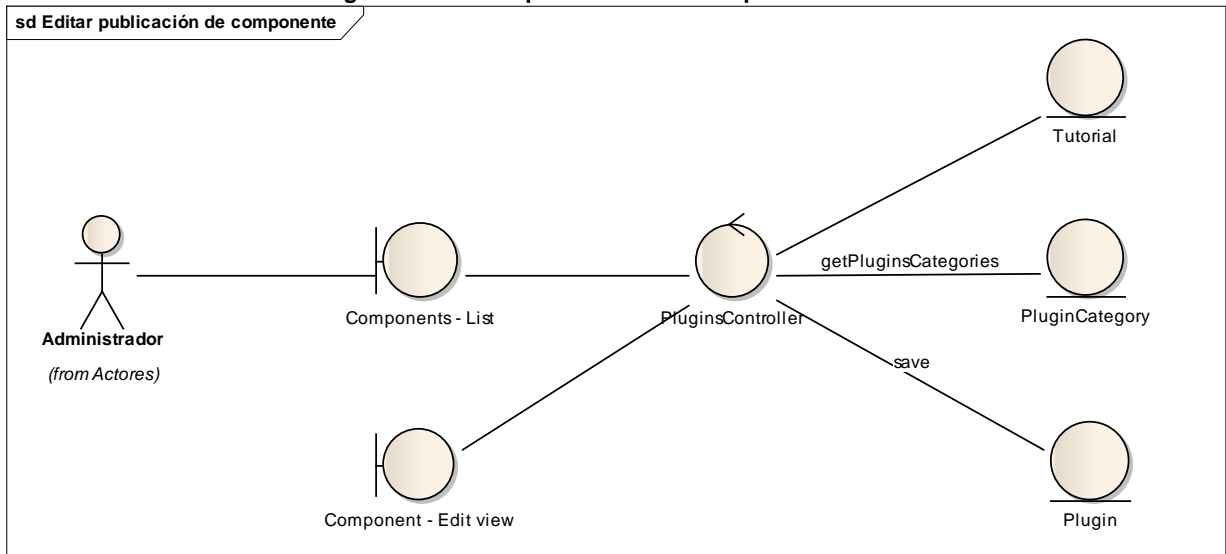 sd Editar publicación de componente
Tutorial
getPluginsCategories
Components - List
PluginsController
PluginCategory
Administrador
(from Actores)
save
Component - Edit view
Plugin